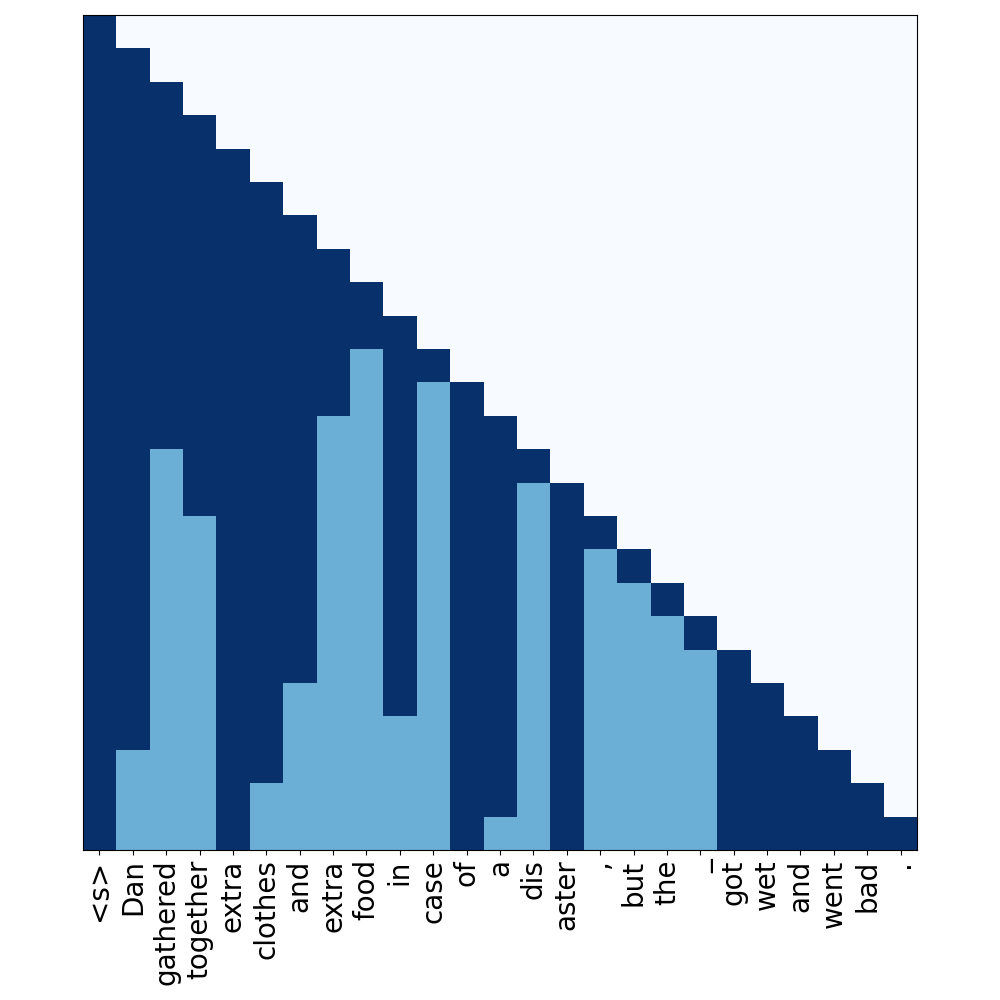 <s> Dan gathered together extra clothes and extra food in case of a dis aster , but the _ got wet and went bad .